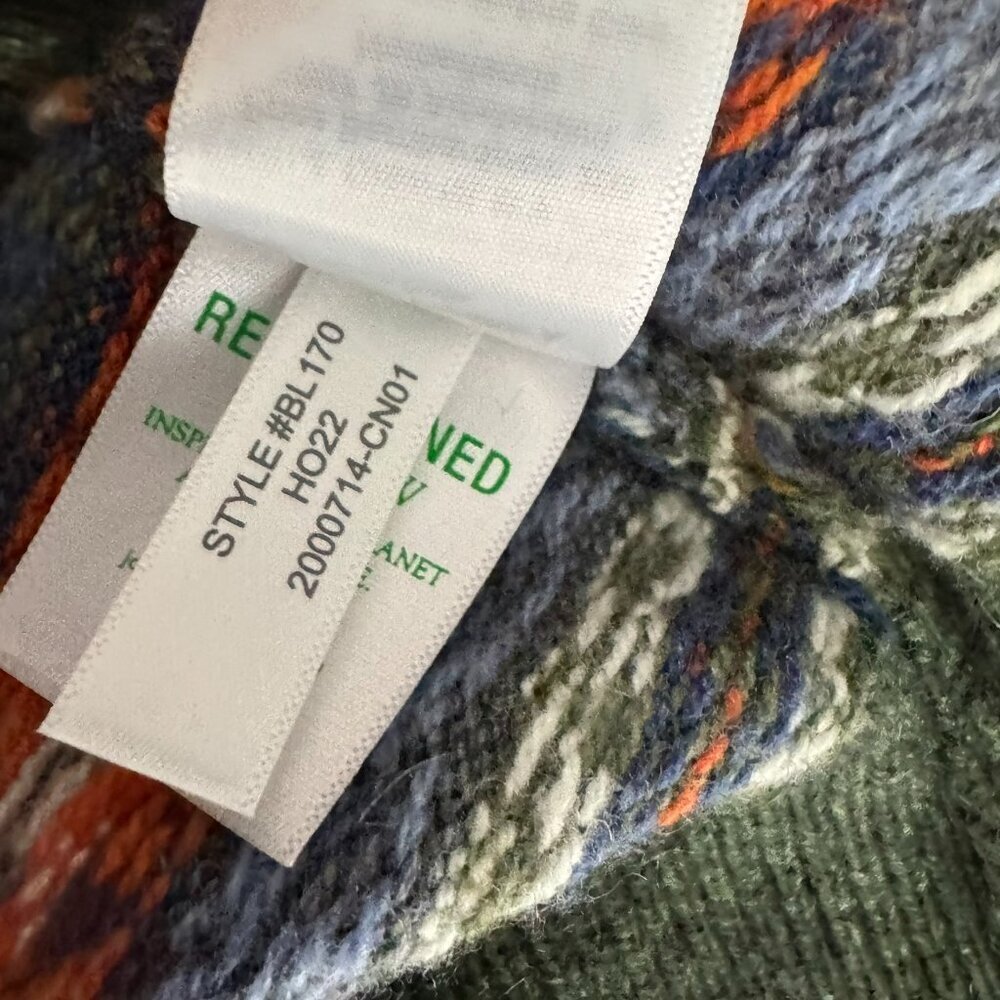 STYLE #BL170
HO22
2000714-CN01
RE
NED
INSP
V
ANET